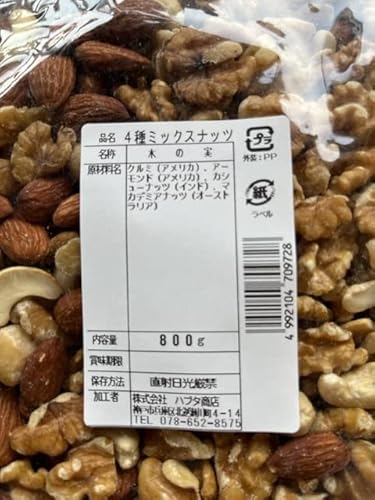 品名 4種ミックスナッツ
名称 木の実
原材料名 クルミ(アメリカ)、アー
モンド(アメリカ)、カシ
ューナッツ(インド)、マ
カデミアナッツ(オースト
ラリア)
内容量 800g
賞味期限
保存方法 直射日光厳禁
加工者 株式会社 ハブタ商店
TEL 078-652-8575
プラ
外装:PP
紙
ラベル
4992104709728